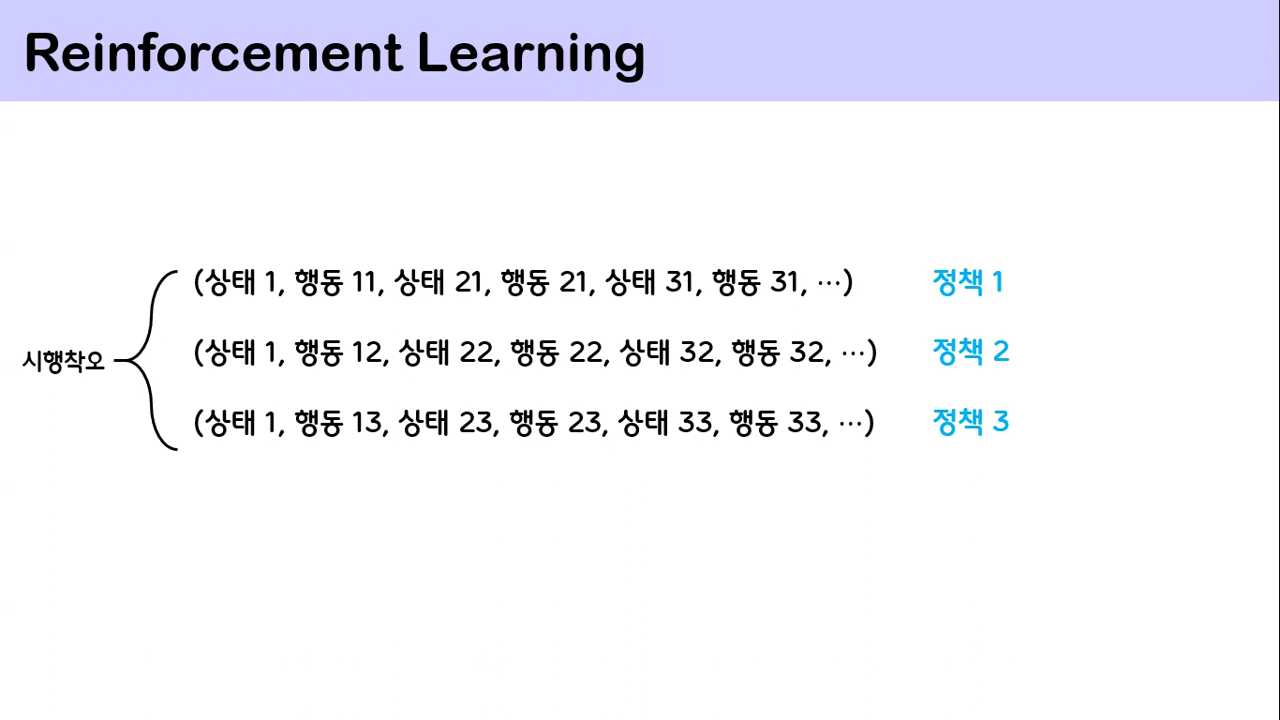 Reinforcement Learning
(상태 1, 행동 11, 상태 21, 행동 21, 상태 31, 행동 31, …) 정책 1
시행착오
(상태 1, 행동 12, 상태 22, 행동 22, 상태 32, 행동 32, …) 정책 2
(상태 1, 행동 13, 상태 23, 행동 23, 상태 33, 행동 33, …) 정책 3